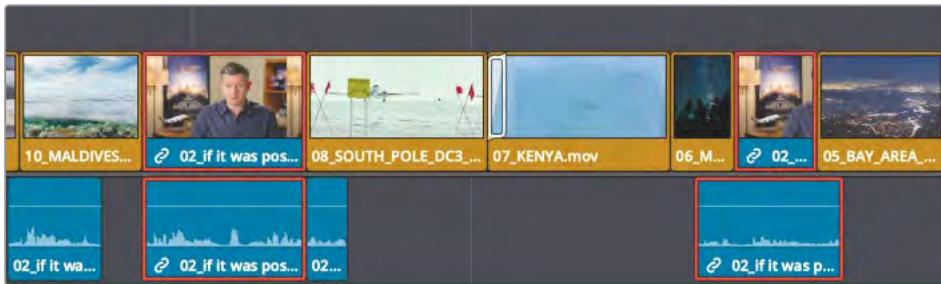 10_MALDIVES...
02_if it was pos...
08_SOUTH_POLE_DC3_...
07_KENYA.mov
06_M...
02_...
05_BAY_AREA_...
02_if it wa...
02_if it was pos...
02...
02_if it was p...